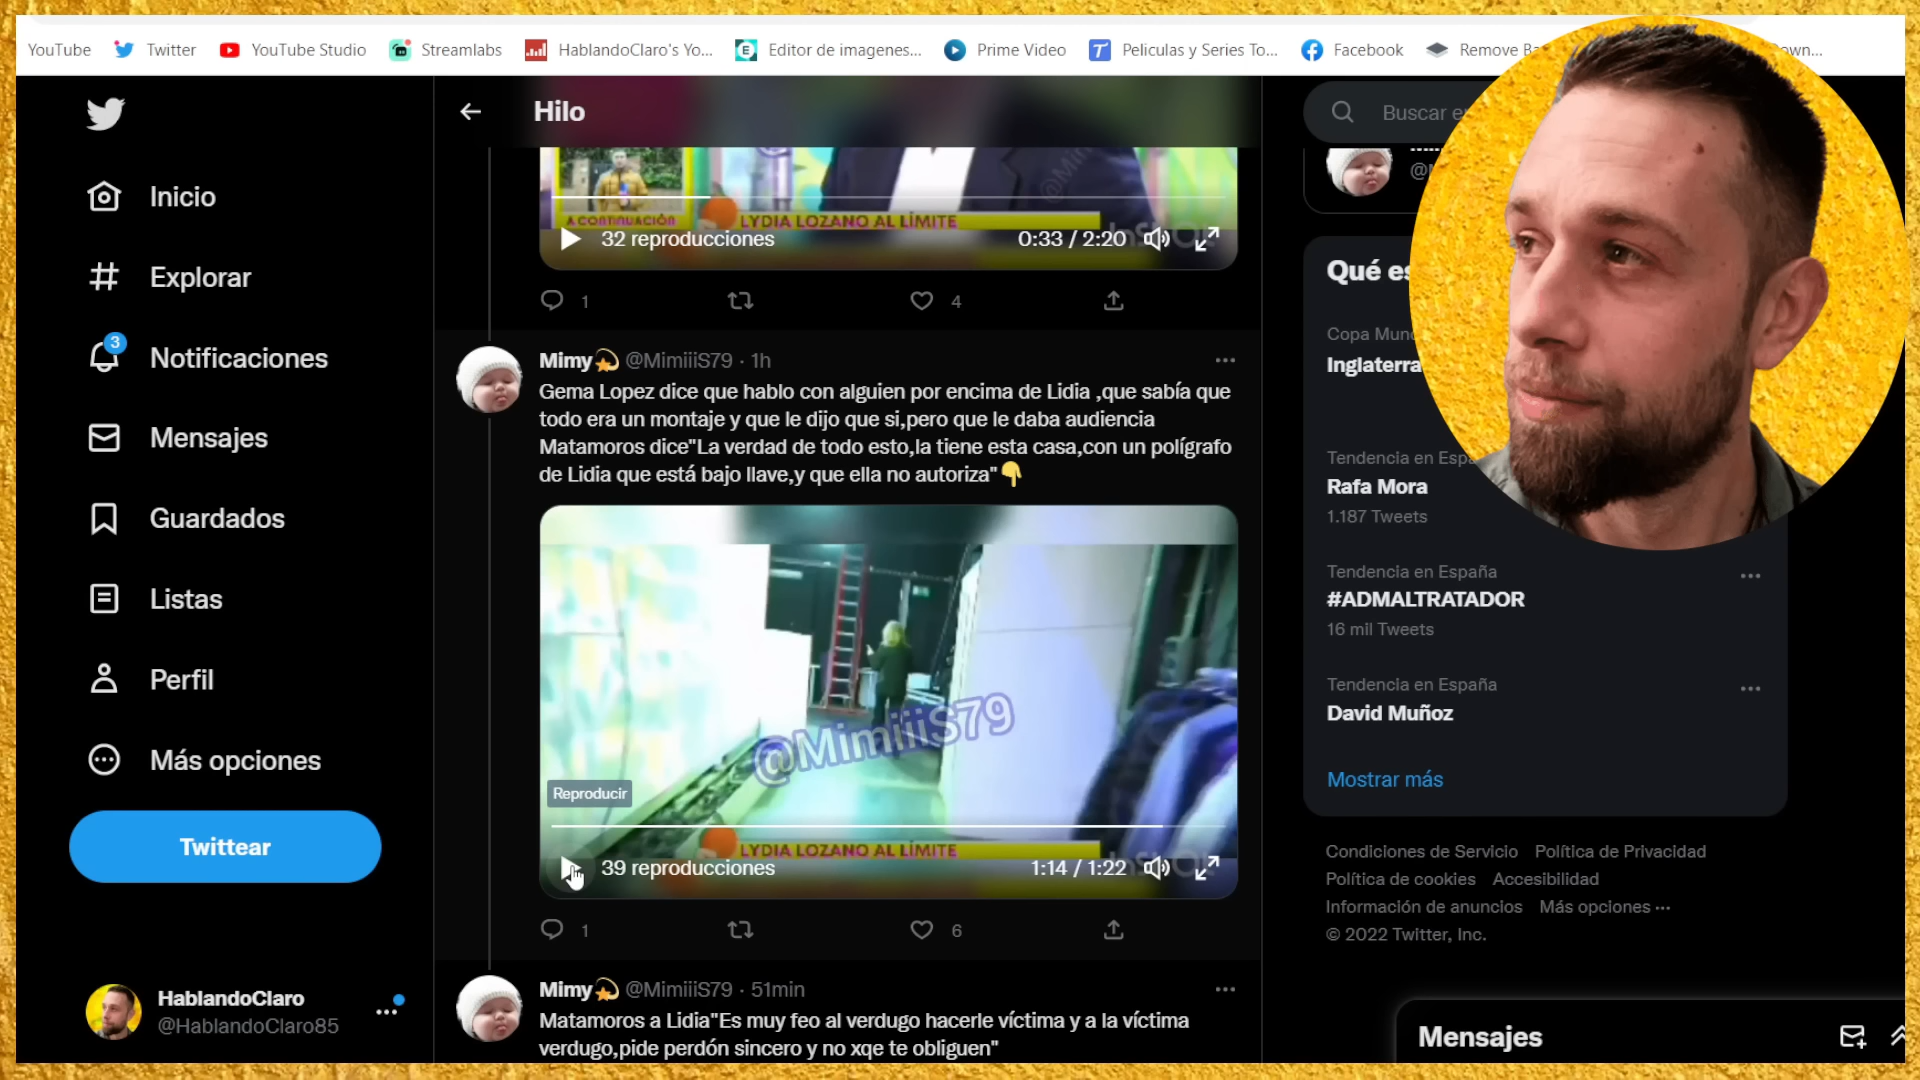 YouTube
Twitter
YouTube Studio
Streamlabs
HablandoClaro's Yo...
Editor de imagenes...
Prime Video
Peliculas y Series To...
Facebook
Remove
own...
Hilo
Buscar
Inicio
Explorar
3
Notificaciones
Mensajes
Guardados
Listas
Perfil
Más opciones
Twittear
HablandoClaro
@HablandoClaro85
A CONTINUACIÓN
LYDIA LOZANO AL LÍMITE
32 reproducciones
0:33 / 2:20
1
4
Mimy @MimiiiS79 · 1h
Gema Lopez dice que hablo con alguien por encima de Lidia ,que sabía que
todo era un montaje y que le dijo que si,pero que le daba audiencia
Matamoros dice"La verdad de todo esto,la tiene esta casa,con un polígrafo
de Lidia que está bajo llave,y que ella no autoriza"
@MimiiiS79
Reproducir
LYDIA LOZANO AL LÍMITE
39 reproducciones
1:14 / 1:22
1
6
Mimy @MimiiiS79 · 51min
Matamoros a Lidia"Es muy feo al verdugo hacerle víctima y a la víctima
verdugo,pide perdón sincero y no xqe te obliguen"
Qué
Copa
Inglaterra
Tendencia en
Rafa Mora
1.187 Tweets
Tendencia en España
#ADMALTRATADOR
16 mil Tweets
Tendencia en España
David Muñoz
Mostrar más
Condiciones de Servicio Política de Privacidad
Política de cookies Accesibilidad
Información de anuncios Más opciones ...
© 2022 Twitter, Inc.
Mensajes